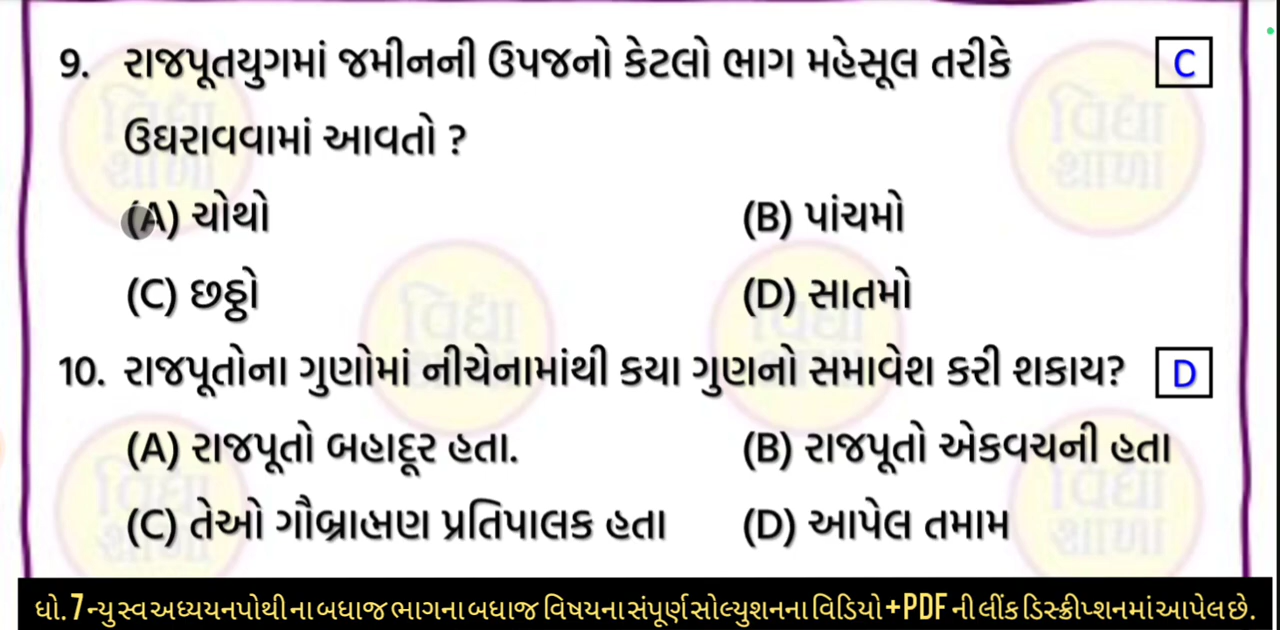 9. રાજપૂતયુગમાં જમીનની ઉપજનો કેટલો ભાગ મહેસૂલ તરીકે C
ઉઘરાવવામાં આવતો ?
(A) ચોથો (B) પાંચમો
(C) છઠ્ઠો (D) સાતમો
10. રાજપૂતોના ગુણોમાં નીચેનામાંથી કયા ગુણનો સમાવેશ કરી શકાય? D
(A) રાજપૂતો બહાદૂર હતા. (B) રાજપૂતો એકવચની હતા
(C) તેઓ ગૌબ્રાહ્મણ પ્રતિપાલક હતા (D) આપેલ તમામ
ધો. 7 ન્યુ સ્વઅધ્યયનપોથી ના બધાજ ભાગના બધાજ વિષયના સંપૂર્ણ સોલ્યુશનના વિડિયો + PDF ની લીંક ડિસ્ક્રીપ્શનમાં આપેલ છે.
વિદ્યા
શાળા
વિદ્યા
શાળા
વિદ્યા
વિદ્યા
વિદ્યા
શાળા
વિદ્યા
શાળા